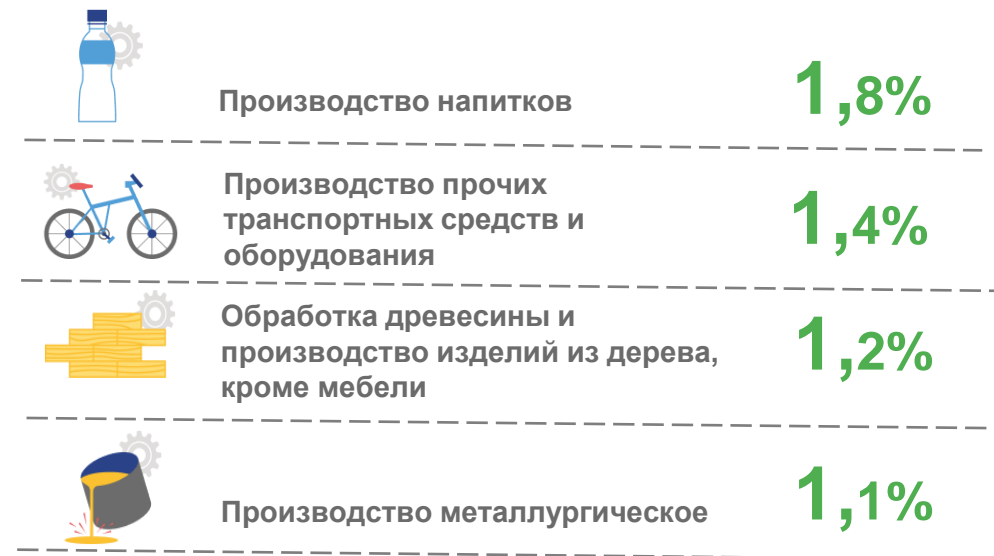 Производство напитков
1,8%
Производство прочих
транспортных средств и
оборудования
1,4%
Обработка древесины и
производство изделий из дерева,
кроме мебели
1,2%
Производство металлургическое
1,1%